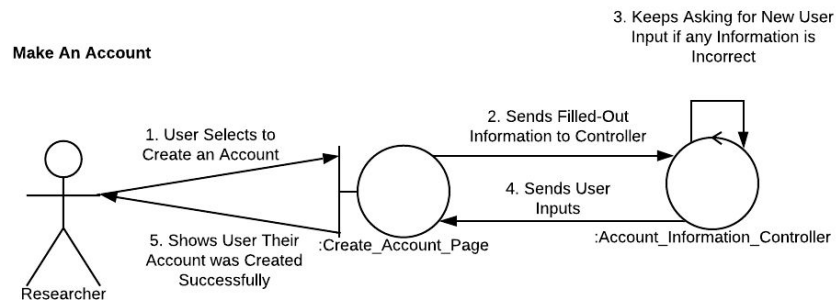 3. Keeps Asking for New User
Input if any Information is
Incorrect
Make An Account
1. User Selects to
Create an Account
2. Sends Filled-Out
Information to Controller
4. Sends User
Inputs
5. Shows User Their
Account was Created
Successfully
:Create_Account_Page
:Account_Information_Controller
Researcher